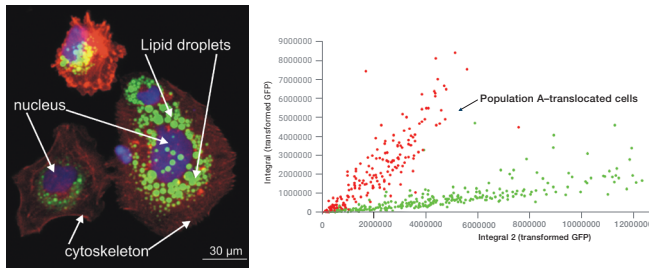 Lipid droplets
nucleus
cytoskeleton
30 μm
Integral (transformed GFP)
9000000
8000000
7000000
6000000
5000000
4000000
3000000
2000000
1000000
0
Population A–translocated cells
0
2000000
4000000
6000000
8000000
10000000
12000000
Integral 2 (transformed GFP)